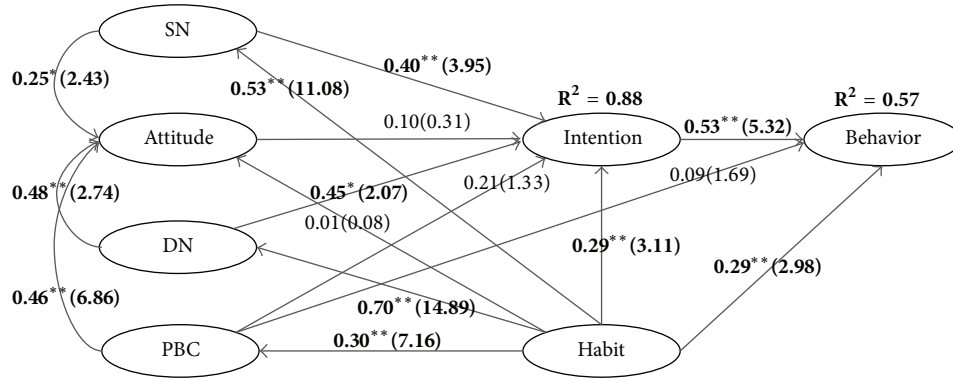 SN
0.25*(2.43)
0.40**(3.95)
0.53**(11.08)
R² = 0.88
R² = 0.57
Attitude
0.10(0.31)
Intention
0.53**(5.32)
Behavior
0.48**(2.74)
0.45*(2.07)
0.21(1.33)
0.09(1.69)
0.01(0.08)
DN
0.29**(3.11)
0.29**(2.98)
0.46**(6.86)
0.70**(14.89)
PBC
0.30**(7.16)
Habit